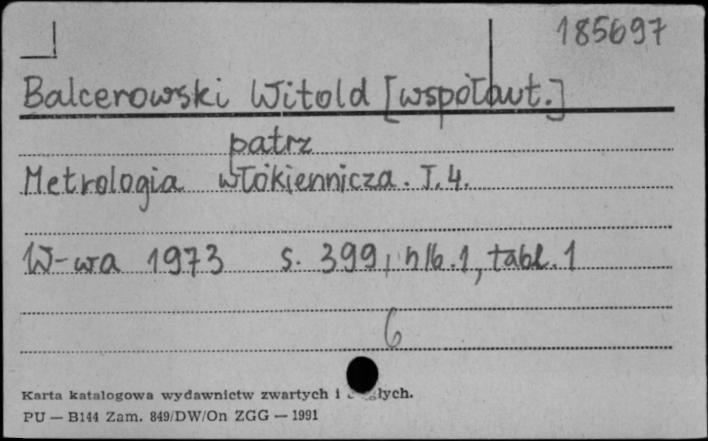 185697
Balcerowski Witold [współaut.]
patrz
Metrologia włókiennicza. T. 4.
W-wa 1973 s. 399, nlb. 1, tabl. 1
6
Karta katalogowa wydawnictw zwartych i
PU — B144 Zam. 849/DW/On ZGG — 1991